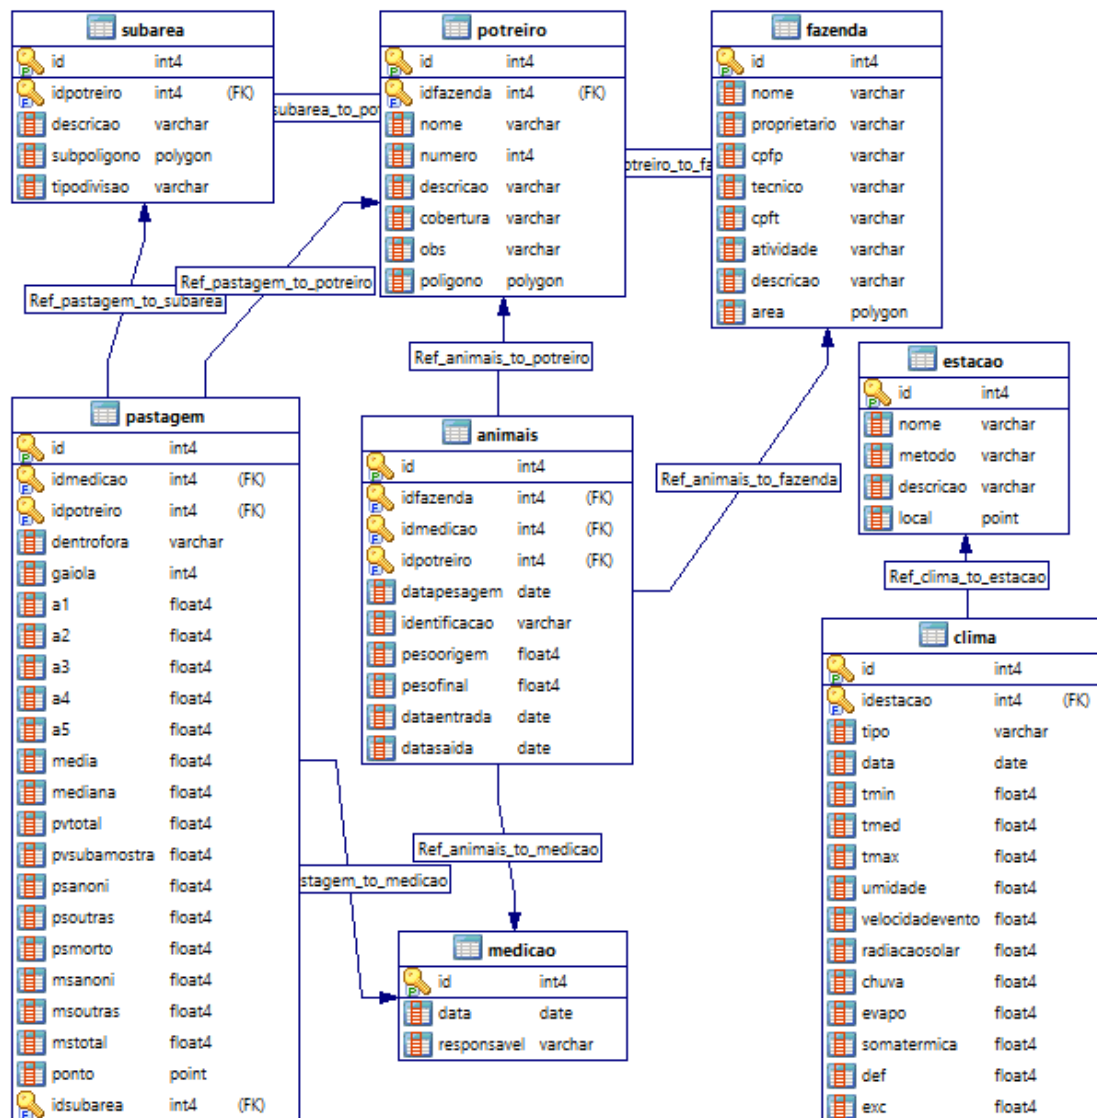 subarea
id int4
idpotreiro int4 (FK)
descricao varchar
subpoligono polygon
tipodivisao varchar
subarea_to_po
potreiro
id int4
idfazenda int4 (FK)
nome varchar
numero int4
descricao varchar
cobertura varchar
obs varchar
poligono polygon
otreiro_to_fa
fazenda
id int4
nome varchar
proprietario varchar
cpfp varchar
tecnico varchar
cpft varchar
atividade varchar
descricao varchar
area polygon
Ref_pastagem_to_potreiro
Ref_pastagem_to_subarea
Ref_animais_to_potreiro
Ref_animais_to_fazenda
estacao
id int4
nome varchar
metodo varchar
descricao varchar
local point
Ref_clima_to_estacao
pastagem
id int4
idmedicao int4 (FK)
idpotreiro int4 (FK)
dentrofora varchar
gaiola int4
a1 float4
a2 float4
a3 float4
a4 float4
a5 float4
media float4
mediana float4
pvtotal float4
pvsubamostra float4
psanoni float4
psoutras float4
psmorto float4
msanoni float4
msoutras float4
mstotal float4
ponto point
idsubarea int4 (FK)
animais
id int4
idfazenda int4 (FK)
idmedicao int4 (FK)
idpotreiro int4 (FK)
datapesagem date
identificacao varchar
pesoorigem float4
pesofinal float4
dataentrada date
datasaida date
Ref_animais_to_medicao
stagem_to_medicao
medicao
id int4
data date
responsavel varchar
clima
id int4
idestacao int4 (FK)
tipo varchar
data date
tmin float4
tmed float4
tmax float4
umidade float4
velocidadevento float4
radiacaosolar float4
chuva float4
evapo float4
somatermica float4
def float4
exc float4